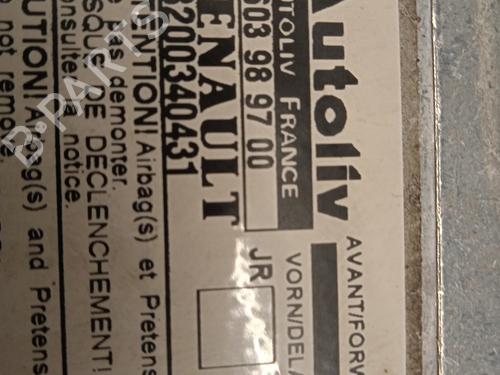 Autoliv
AVANT/FORW
AUTOLIV FRANCE
VORN/DELA
603 98 97 00
JR
RENAULT
8200340431
ATTENTION! Airbag(s) et Pretens
Ne pas demonter.
RISQUE DE DECLENCHEMENT!
Consulter la notice.
CAUTION! Airbag(s) and Pretens
Do not remove.
B-PARTS